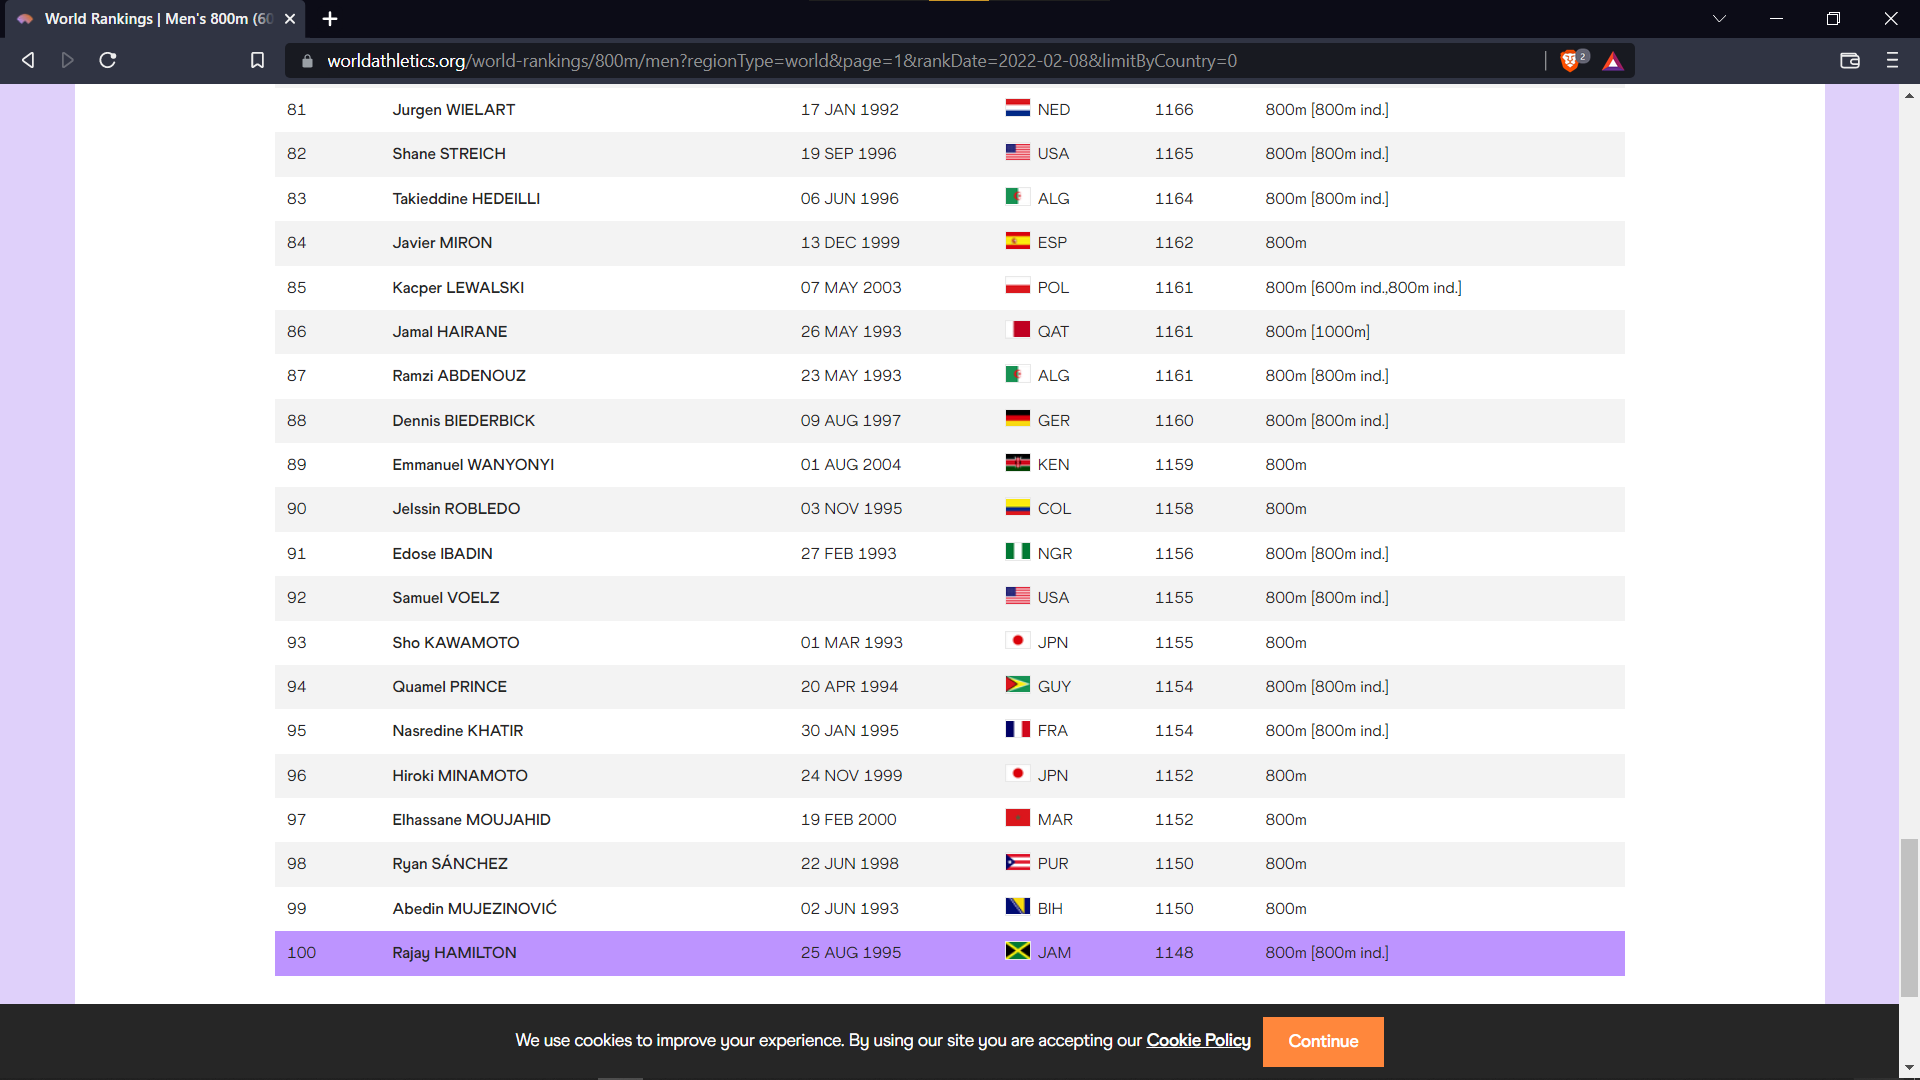 World Rankings | Men's 800m (60
worldathletics.org/world-rankings/800m/men?regionType=world&page=1&rankDate=2022-02-08&limitByCountry=0
2
81 Jurgen WIELART 17 JAN 1992 NED 1166 800m [800m ind.]
82 Shane STREICH 19 SEP 1996 USA 1165 800m [800m ind.]
83 Takieddine HEDEILLI 06 JUN 1996 ALG 1164 800m [800m ind.]
84 Javier MIRON 13 DEC 1999 ESP 1162 800m
85 Kacper LEWALSKI 07 MAY 2003 POL 1161 800m [600m ind.,800m ind.]
86 Jamal HAIRANE 26 MAY 1993 QAT 1161 800m [1000m]
87 Ramzi ABDENOUZ 23 MAY 1993 ALG 1161 800m [800m ind.]
88 Dennis BIEDERBICK 09 AUG 1997 GER 1160 800m [800m ind.]
89 Emmanuel WANYONYI 01 AUG 2004 KEN 1159 800m
90 Jelssin ROBLEDO 03 NOV 1995 COL 1158 800m
91 Edose IBADIN 27 FEB 1993 NGR 1156 800m [800m ind.]
92 Samuel VOELZ USA 1155 800m [800m ind.]
93 Sho KAWAMOTO 01 MAR 1993 JPN 1155 800m
94 Quamel PRINCE 20 APR 1994 GUY 1154 800m [800m ind.]
95 Nasredine KHATIR 30 JAN 1995 FRA 1154 800m [800m ind.]
96 Hiroki MINAMOTO 24 NOV 1999 JPN 1152 800m
97 Elhassane MOUJAHID 19 FEB 2000 MAR 1152 800m
98 Ryan SÁNCHEZ 22 JUN 1998 PUR 1150 800m
99 Abedin MUJEZINOVIĆ 02 JUN 1993 BIH 1150 800m
100 Rajay HAMILTON 25 AUG 1995 JAM 1148 800m [800m ind.]
We use cookies to improve your experience. By using our site you are accepting our Cookie Policy Continue